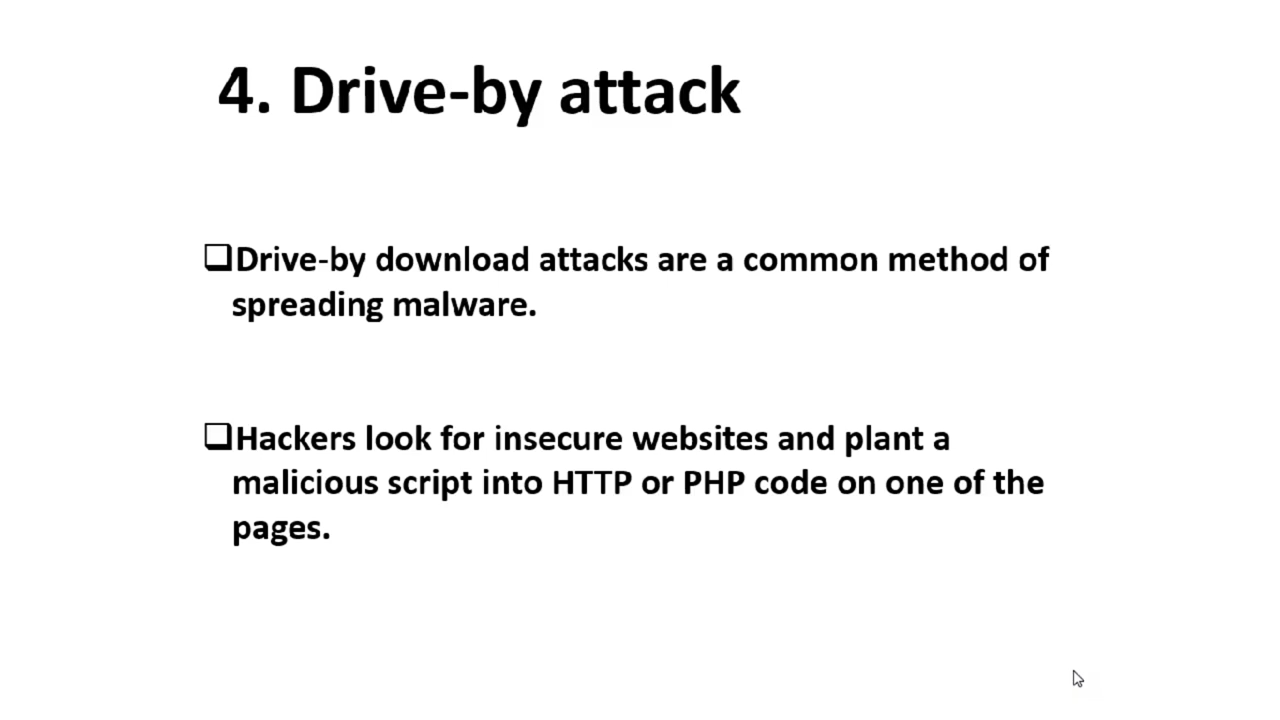 4. Drive-by attack
❑Drive-by download attacks are a common method of
spreading malware.
❑Hackers look for insecure websites and plant a
malicious script into HTTP or PHP code on one of the
pages.